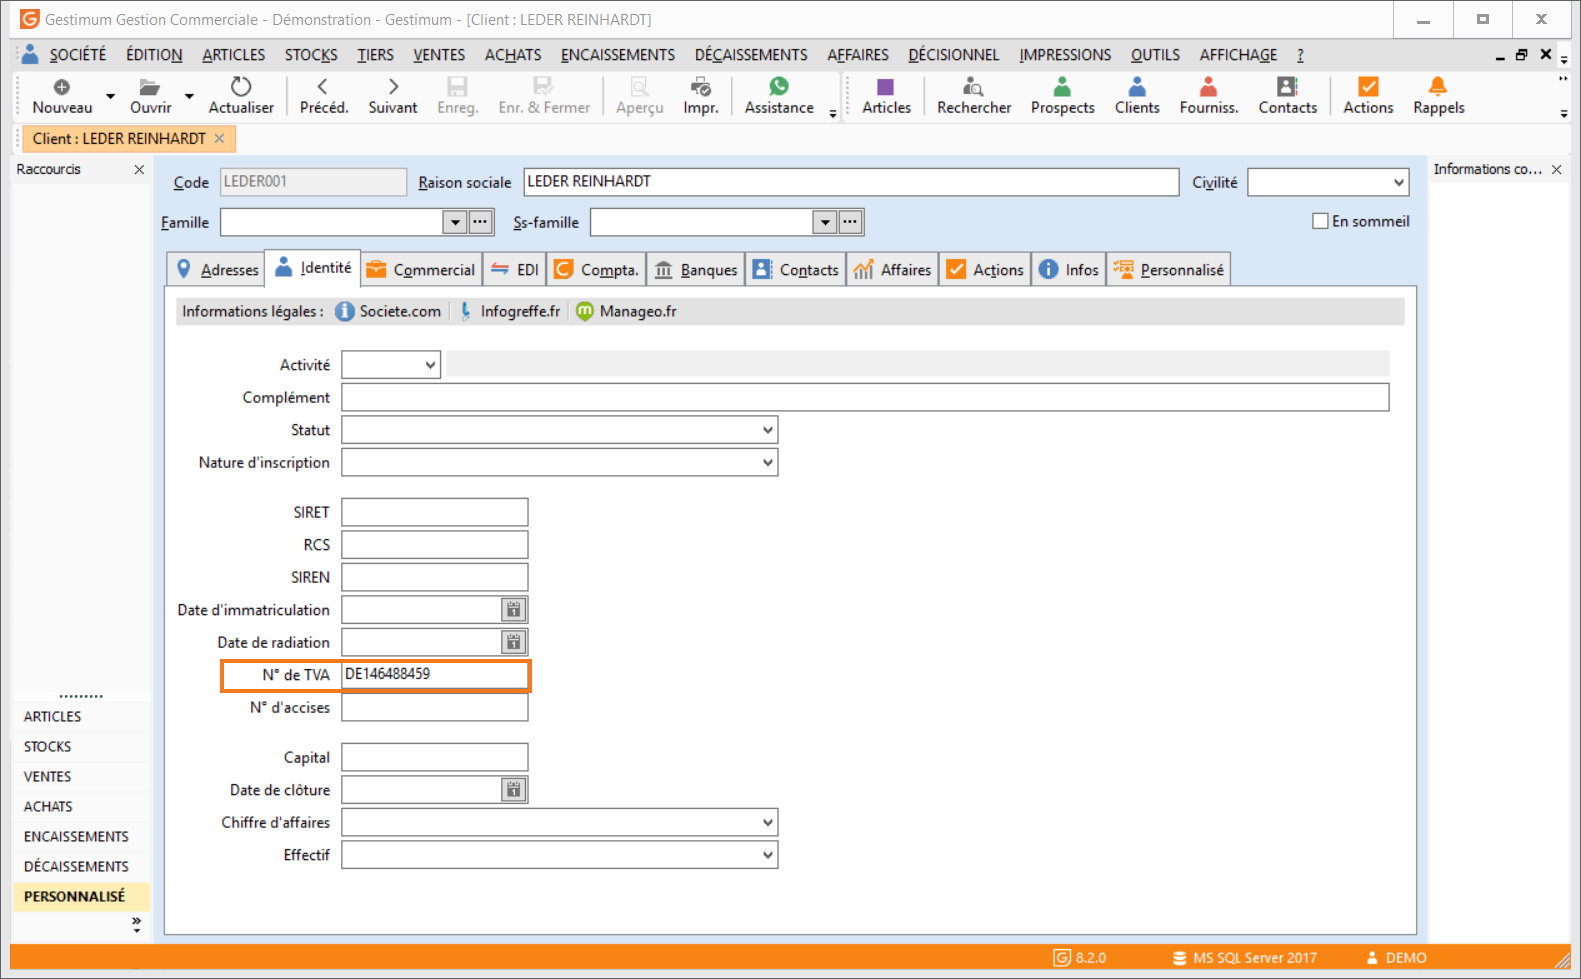 Gestimum Gestion Commerciale - Démonstration - Gestimum - [Client : LEDER REINHARDT]
SOCIÉTÉ ÉDITION ARTICLES STOCKS TIERS VENTES ACHATS ENCAISSEMENTS DÉCAISSEMENTS AFFAIRES DÉCISIONNEL IMPRESSIONS OUTILS AFFICHAGE ?
Nouveau Ouvrir Actualiser Précéd. Suivant Enreg. Enr. & Fermer Aperçu Impr. Assistance Articles Rechercher Prospects Clients Fourniss. Contacts Actions Rappels
Client : LEDER REINHARDT
Raccourcis
Informations co...
Code LEDER001 Raison sociale LEDER REINHARDT Civilité
Famille Ss-famille En sommeil
Adresses Identité Commercial EDI Compta. Banques Contacts Affaires Actions Infos Personnalisé
Informations légales : Societe.com Infogreffe.fr Manageo.fr
Activité
Complément
Statut
Nature d'inscription
SIRET
RCS
SIREN
Date d'immatriculation
Date de radiation
N° de TVA DE146488459
N° d'accises
Capital
Date de clôture
Chiffre d'affaires
Effectif
ARTICLES
STOCKS
VENTES
ACHATS
ENCAISSEMENTS
DÉCAISSEMENTS
PERSONNALISÉ
8.2.0 MS SQL Server 2017 DEMO